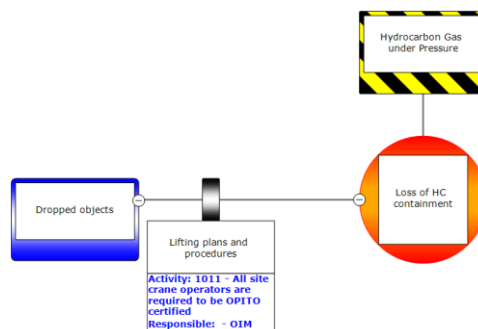 Hydrocarbon Gas
under Pressure
Dropped objects
Loss of HC
containment
Lifting plans and
procedures
Activity: 1011 - All site
crane operators are
required to be OPITO
certified
Responsible:  - OIM